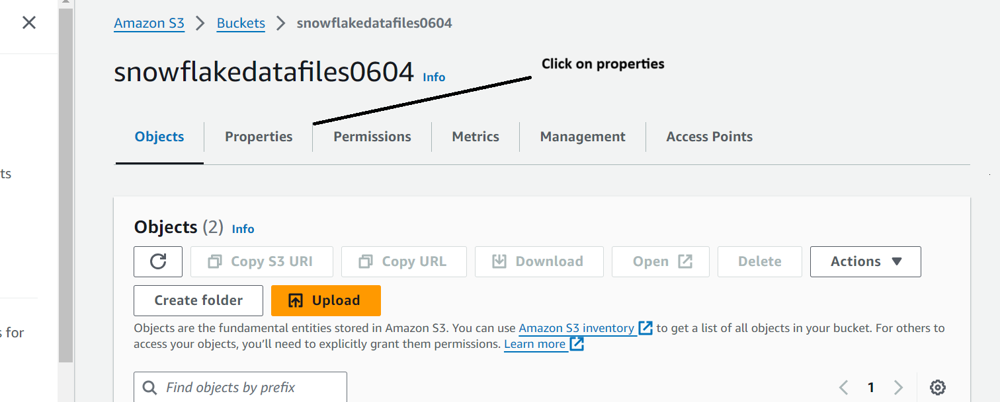 Amazon S3 > Buckets > snowflakedatafiles0604
snowflakedatafiles0604 Info
Click on properties
Objects Properties Permissions Metrics Management Access Points
ts
Objects (2) Info
Copy S3 URI Copy URL Download Open Delete Actions
Create folder Upload
Objects are the fundamental entities stored in Amazon S3. You can use Amazon S3 inventory to get a list of all objects in your bucket. For others to
s for
access your objects, you'll need to explicitly grant them permissions. Learn more
Find objects by prefix
1